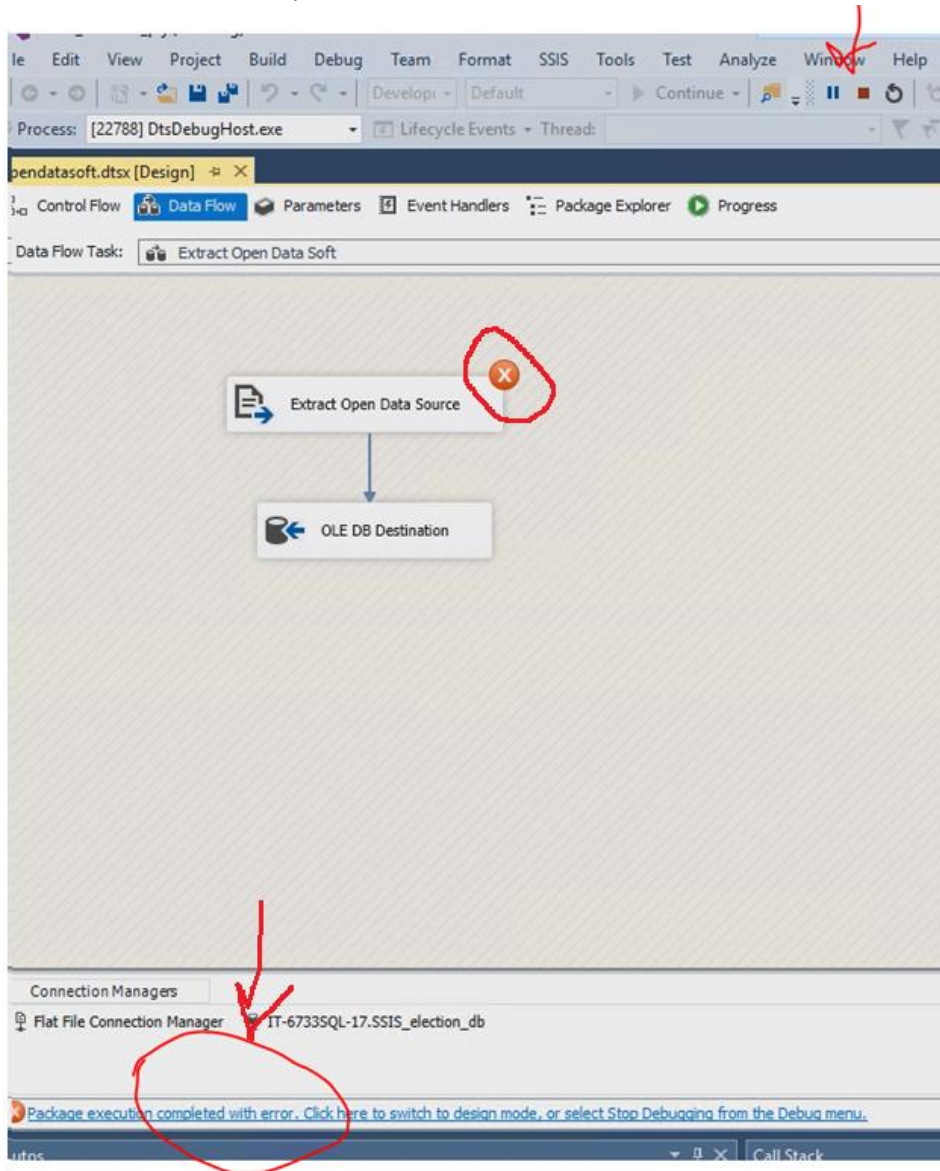 le Edit View Project Build Debug Team Format SSIS Tools Test Analyze Window Help
Develop Default Continue
Process: [22788] DtsDebugHost.exe Lifecycle Events Thread:
pendatasoft.dtsx [Design]
Control Flow Data Flow Parameters Event Handlers Package Explorer Progress
Data Flow Task: Extract Open Data Soft
Extract Open Data Source
OLE DB Destination
Connection Managers
Flat File Connection Manager IT-6733SQL-17.SSIS_election_db
Package execution completed with error. Click here to switch to design mode, or select Stop Debugging from the Debug menu.
utos Call Stack